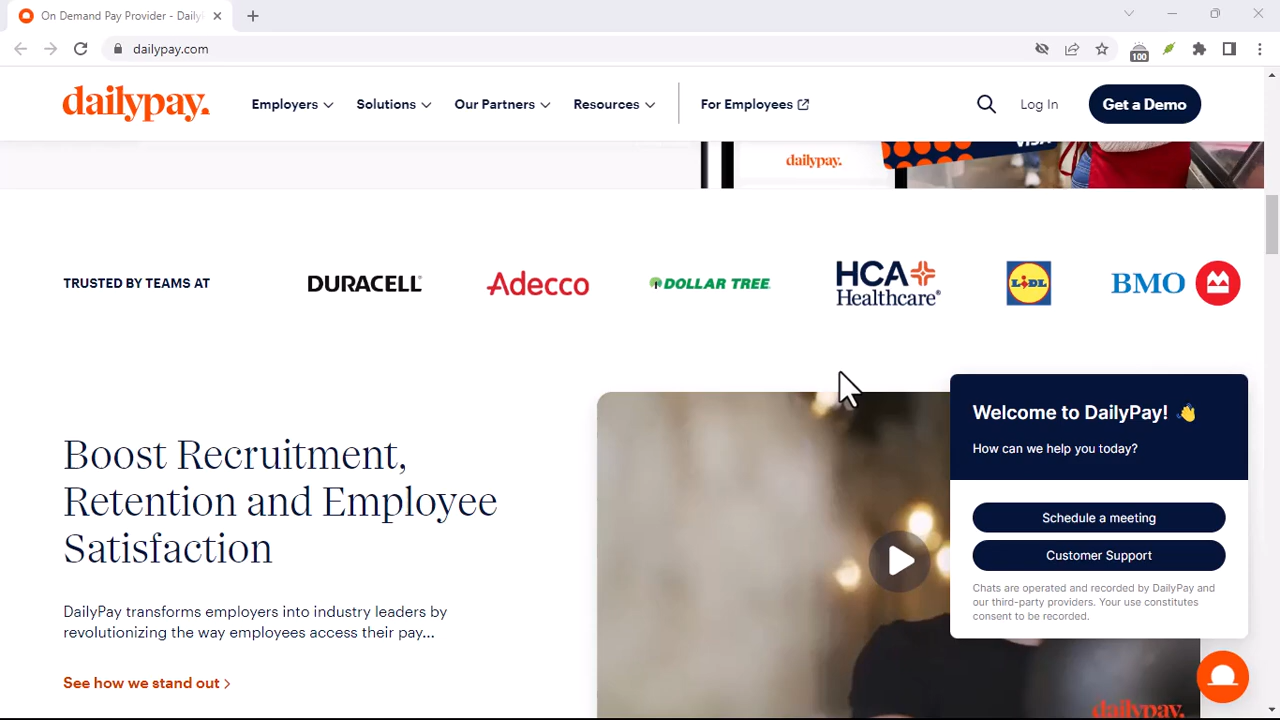 On Demand Pay Provider - Daily
dailypay.com
100
dailypay.
Employers
Solutions
Our Partners
Resources
For Employees
Log In
Get a Demo
dailypay.
VISA
TRUSTED BY TEAMS AT
DURACELL
Adecco
DOLLAR TREE
HCA
Healthcare®
LIDL
BMO
Boost Recruitment,
Retention and Employee
Satisfaction
DailyPay transforms employers into industry leaders by
revolutionizing the way employees access their pay...
See how we stand out >
Welcome to DailyPay! 👋
How can we help you today?
Schedule a meeting
Customer Support
Chats are operated and recorded by DailyPay and
our third-party providers. Your use constitutes
consent to be recorded.
dailypay.